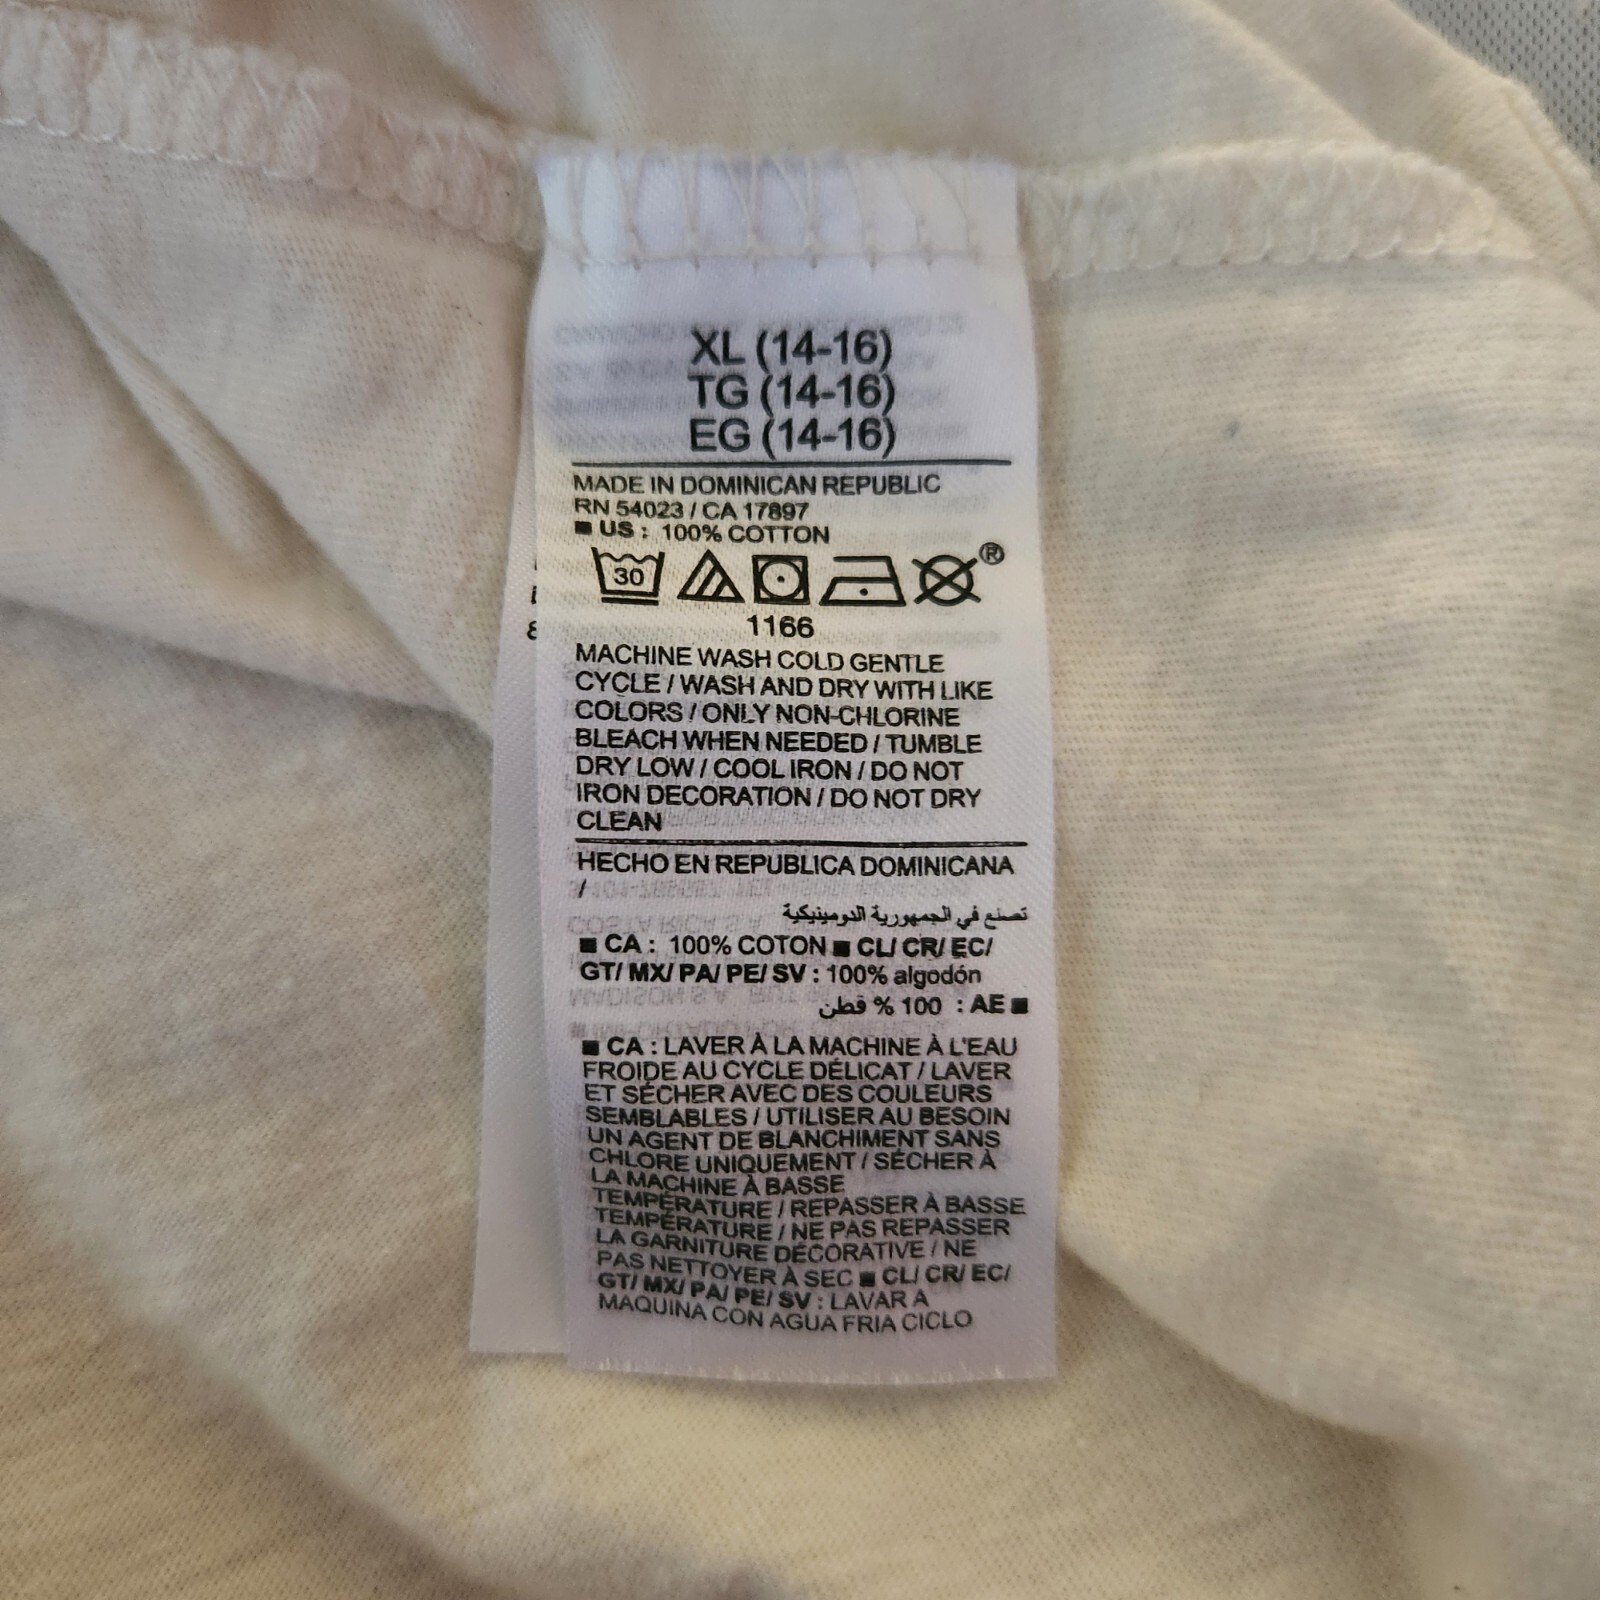 XL (14-16)
TG (14-16)
EG (14-16)
MADE IN DOMINICAN REPUBLIC
RN 54023 / CA 17897
■ US : 100% COTTON
30 ®
1166
MACHINE WASH COLD GENTLE
CYCLE / WASH AND DRY WITH LIKE
COLORS / ONLY NON-CHLORINE
BLEACH WHEN NEEDED / TUMBLE
DRY LOW / COOL IRON / DO NOT
IRON DECORATION / DO NOT DRY
CLEAN
HECHO EN REPUBLICA DOMINICANA
/
تصنع في الجمهورية الدومينيكية
■ CA : 100% COTON ■ CL/ CR/ EC/
GT/ MX/ PA/ PE/ SV : 100% algodón
■ AE : 100 % قطن
■ CA : LAVER À LA MACHINE À L'EAU
FROIDE AU CYCLE DÉLICAT / LAVER
ET SÉCHER AVEC DES COULEURS
SEMBLABLES / UTILISER AU BESOIN
UN AGENT DE BLANCHIMENT SANS
CHLORE UNIQUEMENT / SÉCHER À
LA MACHINE À BASSE
TEMPÉRATURE / REPASSER À BASSE
TEMPÉRATURE / NE PAS REPASSER
LA GARNITURE DÉCORATIVE / NE
PAS NETTOYER À SEC ■ CL/ CR/ EC/
GT/ MX/ PA/ PE/ SV : LAVAR A
MAQUINA CON AGUA FRIA CICLO